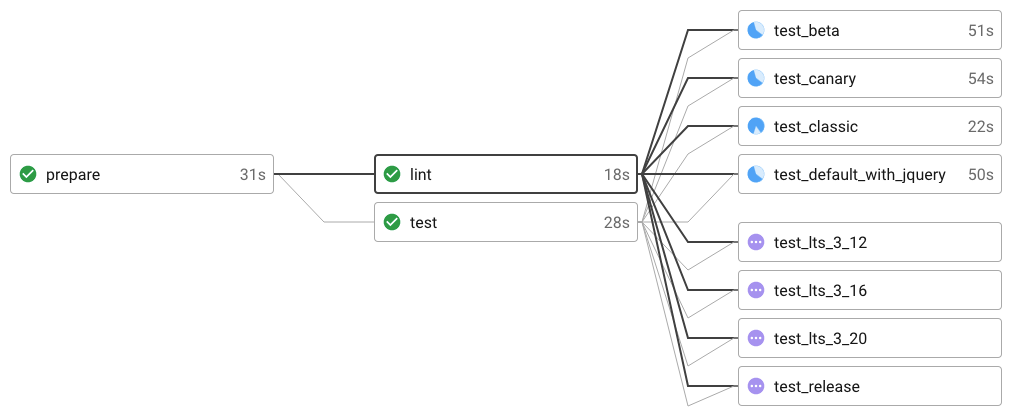 prepare 31s
lint 18s
test 28s
test_beta 51s
test_canary 54s
test_classic 22s
test_default_with_jquery 50s
test_lts_3_12
test_lts_3_16
test_lts_3_20
test_release